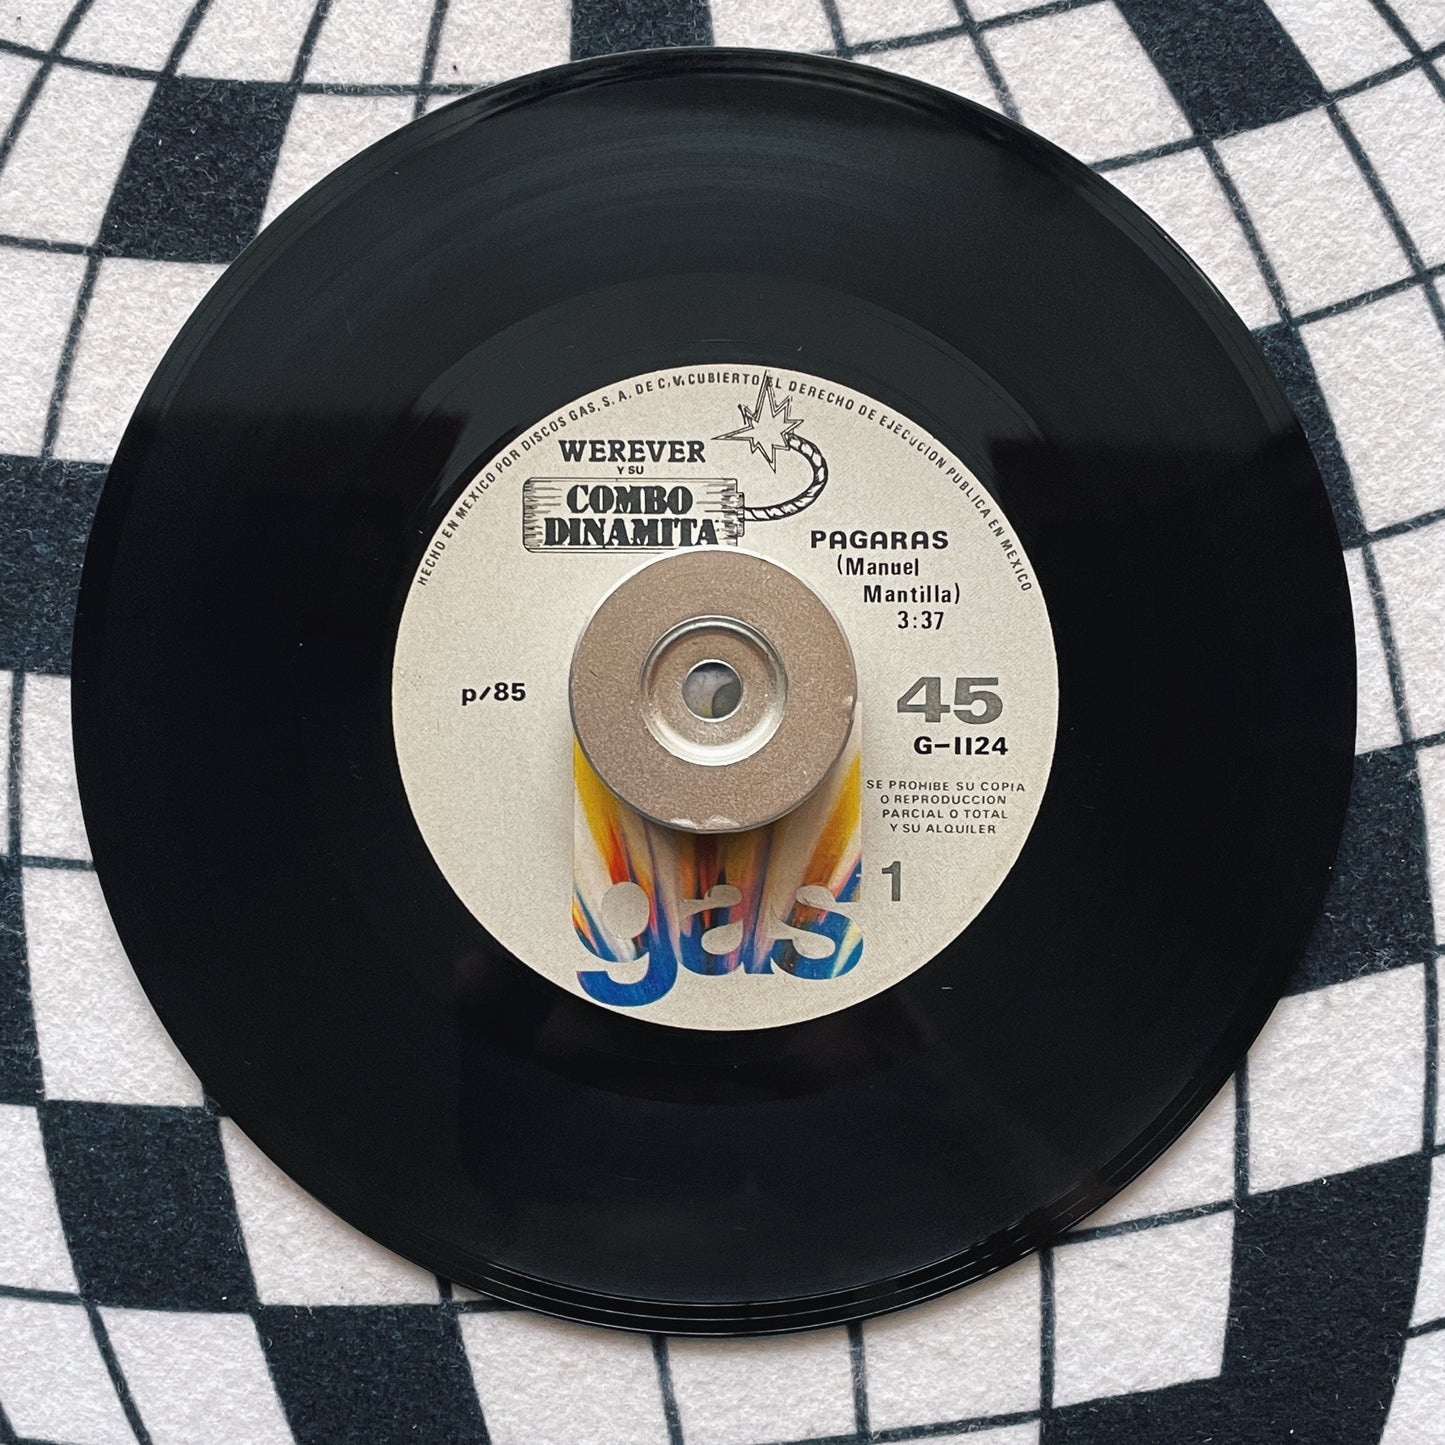 HECHO EN MEXICO POR DISCOS GAS, S. A. DE C.V. CUBIERTO EL DERECHO DE EJECUCION PUBLICA EN MEXICO
WEREVER
Y SU
COMBO
DINAMITA
PAGARAS
(Manuel
Mantilla)
3:37
p/85
45
G-1124
SE PROHIBE SU COPIA
O REPRODUCCION
PARCIAL O TOTAL
Y SU ALQUILER
1
gas